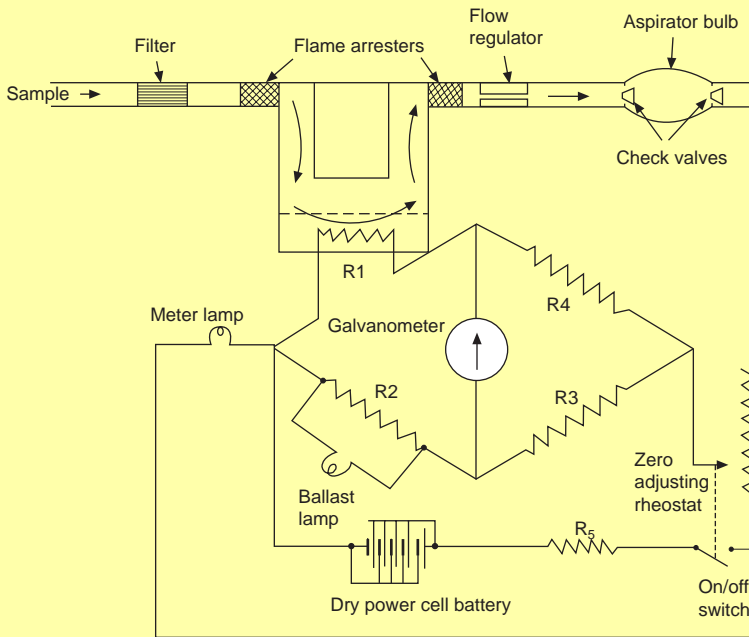 Filter
Flame arresters
Flow
regulator
Aspirator bulb
Sample
Check valves
R1
R4
Meter lamp
Galvanometer
R2
R3
Zero
adjusting
rheostat
Ballast
lamp
R5
Dry power cell battery
On/off
switch